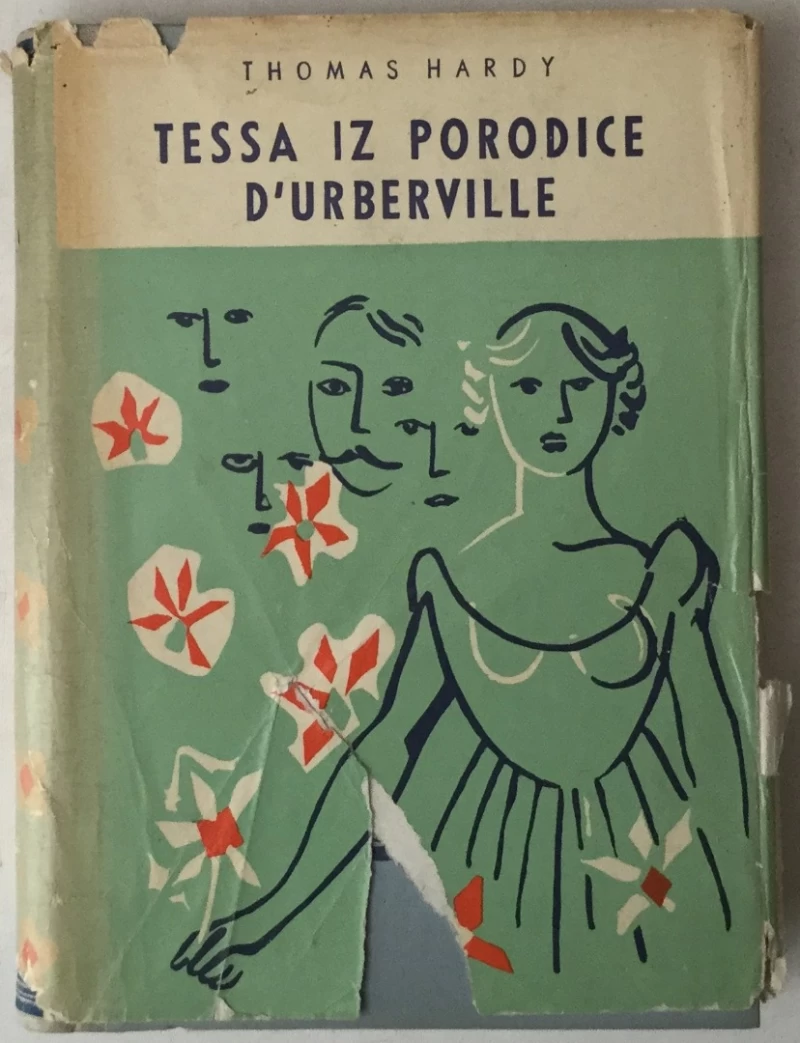 THOMAS HARDY
TESSA IZ PORODICE
D'URBERVILLE